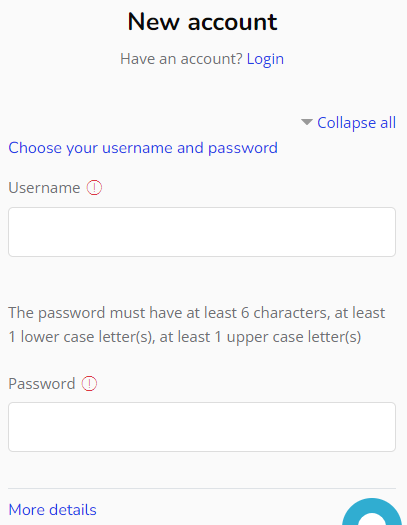 New account
Have an account? Login
Collapse all
Choose your username and password
Username
The password must have at least 6 characters, at least
1 lower case letter(s), at least 1 upper case letter(s)
Password
More details